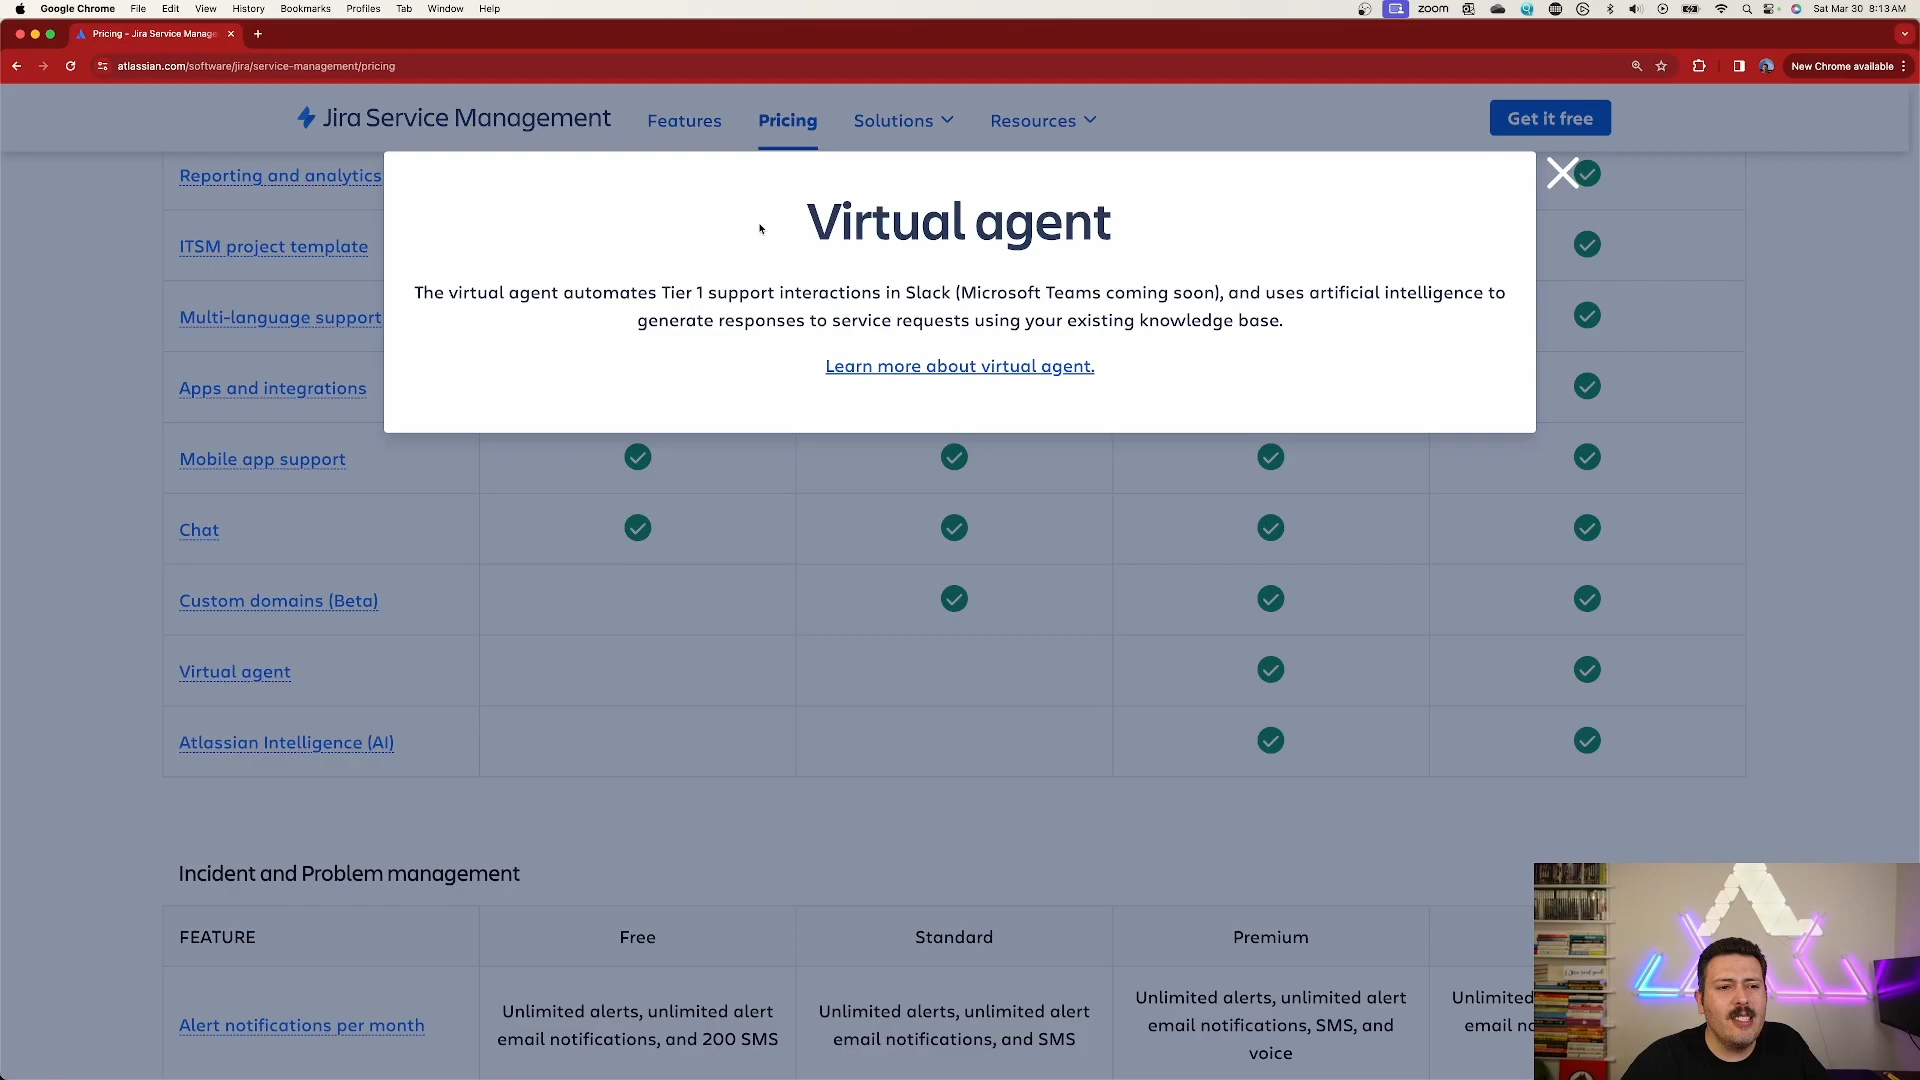 Google Chrome File Edit View History Bookmarks Profiles Tab Window Help
zoom
Sat Mar 30 8:13 AM
Pricing - Jira Service Manage
atlassian.com/software/jira/service-management/pricing
New Chrome available
Jira Service Management
Features
Pricing
Solutions
Resources
Get it free
Virtual agent
The virtual agent automates Tier 1 support interactions in Slack (Microsoft Teams coming soon), and uses artificial intelligence to
generate responses to service requests using your existing knowledge base.
Learn more about virtual agent.
Reporting and analytics
ITSM project template
Multi-language support
Apps and integrations
Mobile app support
Chat
Custom domains (Beta)
Virtual agent
Atlassian Intelligence (AI)
Incident and Problem management
FEATURE Free Standard Premium
Alert notifications per month
Unlimited alerts, unlimited alert
email notifications, and 200 SMS
Unlimited alerts, unlimited alert
email notifications, and SMS
Unlimited alerts, unlimited alert
email notifications, SMS, and
voice
Unlimited
email no